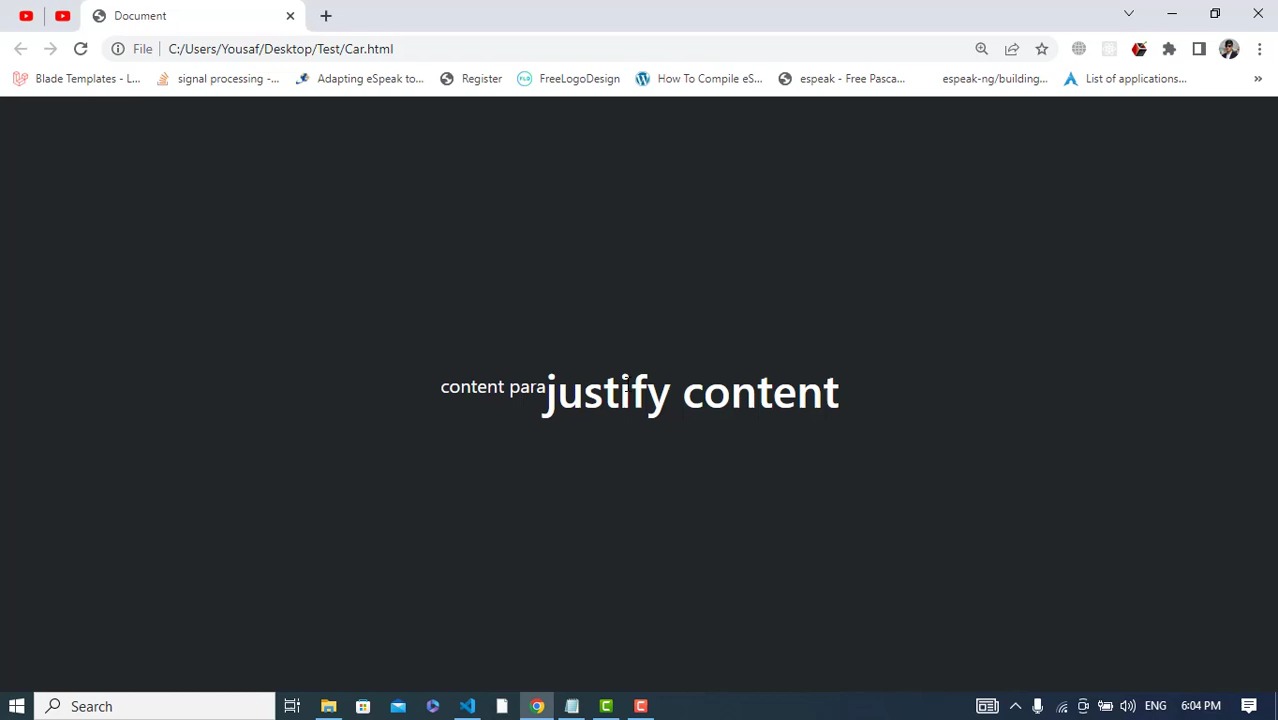 Document
File
C:/Users/Yousaf/Desktop/Test/Car.html
Blade Templates - L...
signal processing -...
Adapting eSpeak to...
Register
FLD
FreeLogoDesign
How To Compile eS...
espeak - Free Pasca...
espeak-ng/building...
List of applications...
»
content para justify content
Search
ENG
6:04 PM